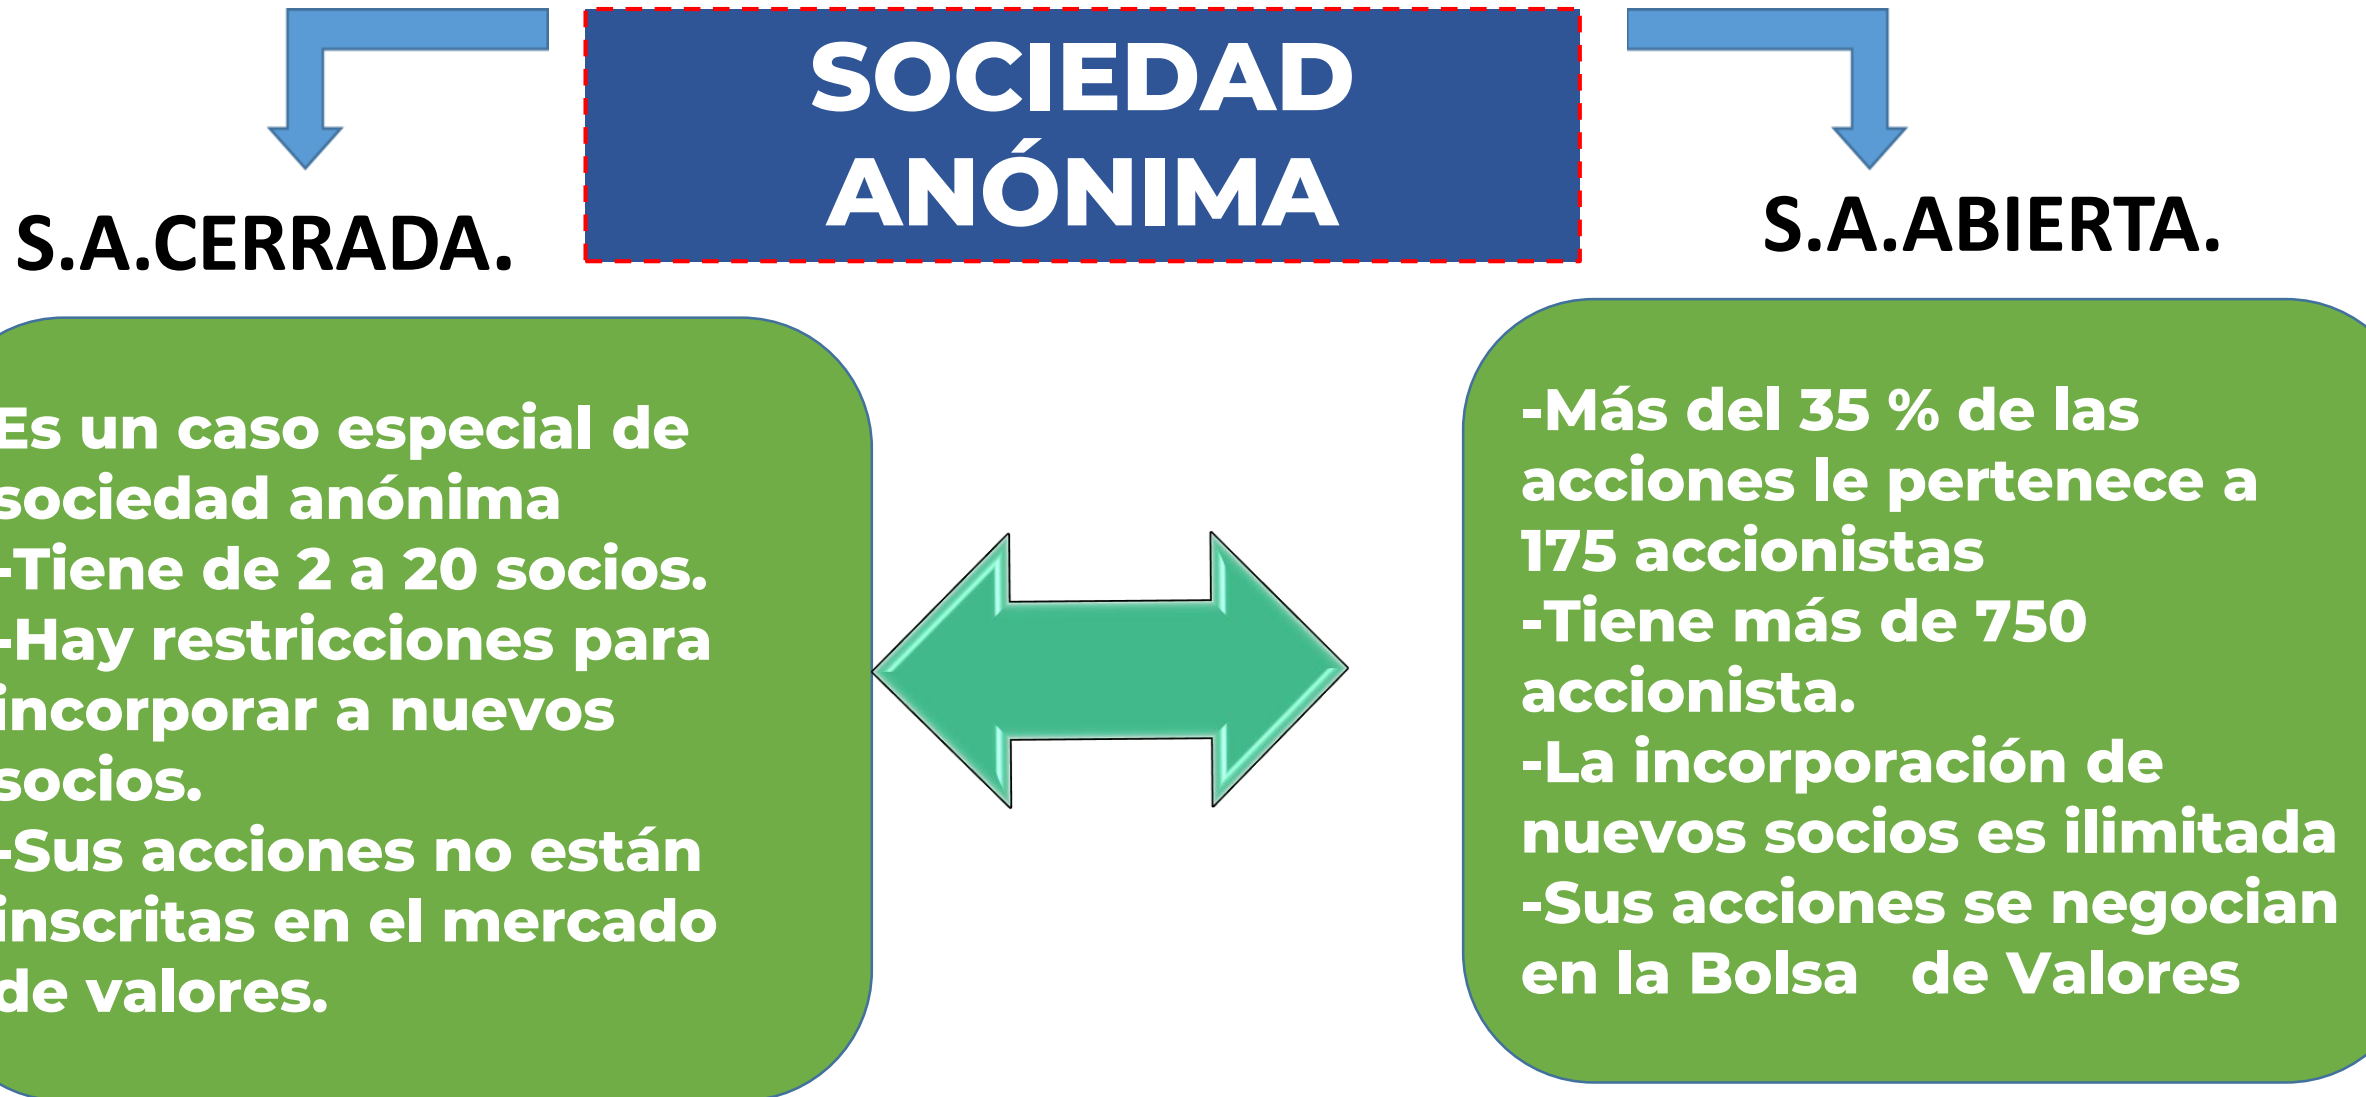 SOCIEDAD
ANÓNIMA
S.A.CERRADA.
Es un caso especial de
sociedad anónima
-Tiene de 2 a 20 socios.
-Hay restricciones para
incorporar a nuevos
socios.
-Sus acciones no están
inscritas en el mercado
de valores.
S.A.ABIERTA.
-Más del 35 % de las
acciones le pertenece a
175 accionistas
-Tiene más de 750
accionista.
-La incorporación de
nuevos socios es ilimitada
-Sus acciones se negocian
en la Bolsa de Valores